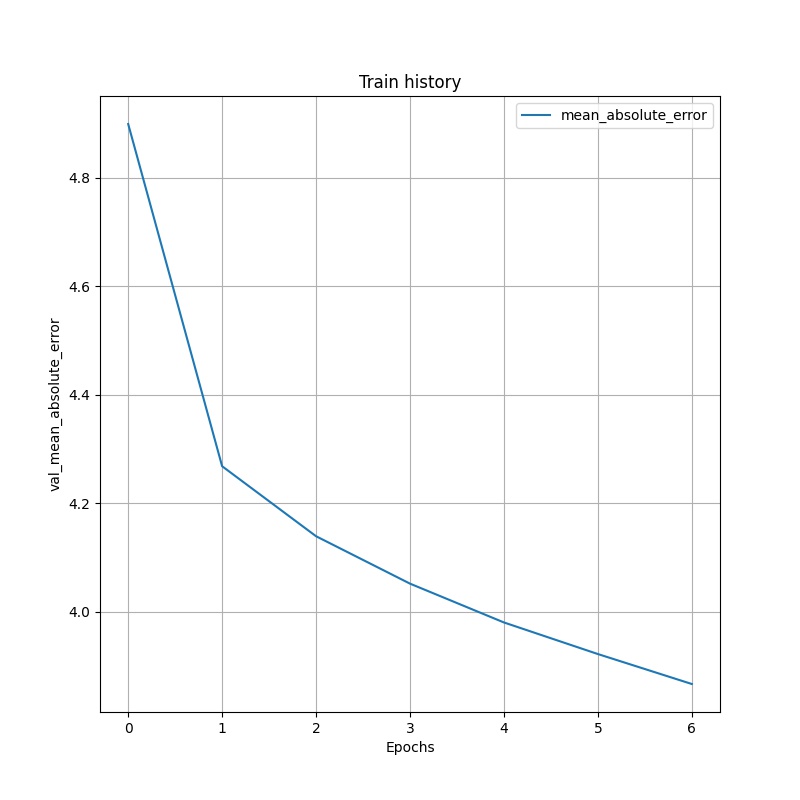 Train history
mean_absolute_error
val_mean_absolute_error
4.8
4.6
4.4
4.2
4.0
0 1 2 3 4 5 6
Epochs